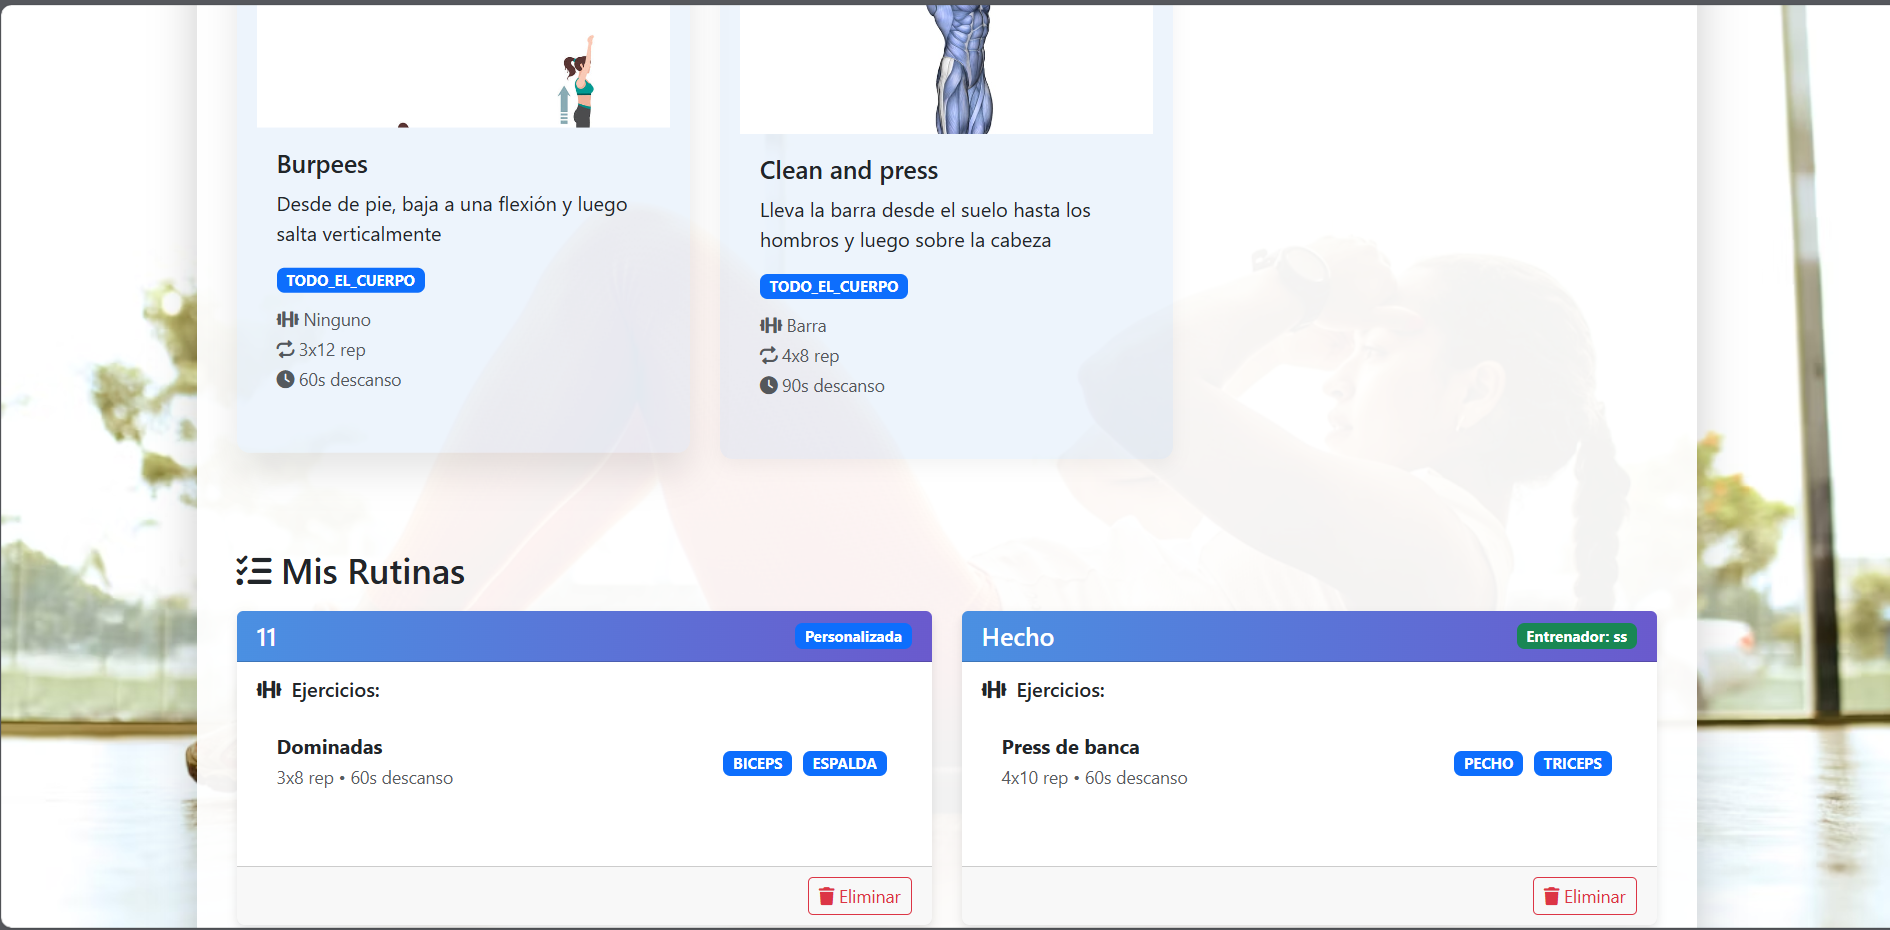 Burpees
Desde de pie, baja a una flexión y luego
salta verticalmente
TODO_EL_CUERPO
Ninguno
3x12 rep
60s descanso
Clean and press
Lleva la barra desde el suelo hasta los
hombros y luego sobre la cabeza
TODO_EL_CUERPO
Barra
4x8 rep
90s descanso
Mis Rutinas
11 Personalizada
Ejercicios:
Dominadas
3x8 rep • 60s descanso
BICEPS ESPALDA
Eliminar
Hecho Entrenador: ss
Ejercicios:
Press de banca
4x10 rep • 60s descanso
PECHO TRICEPS
Eliminar